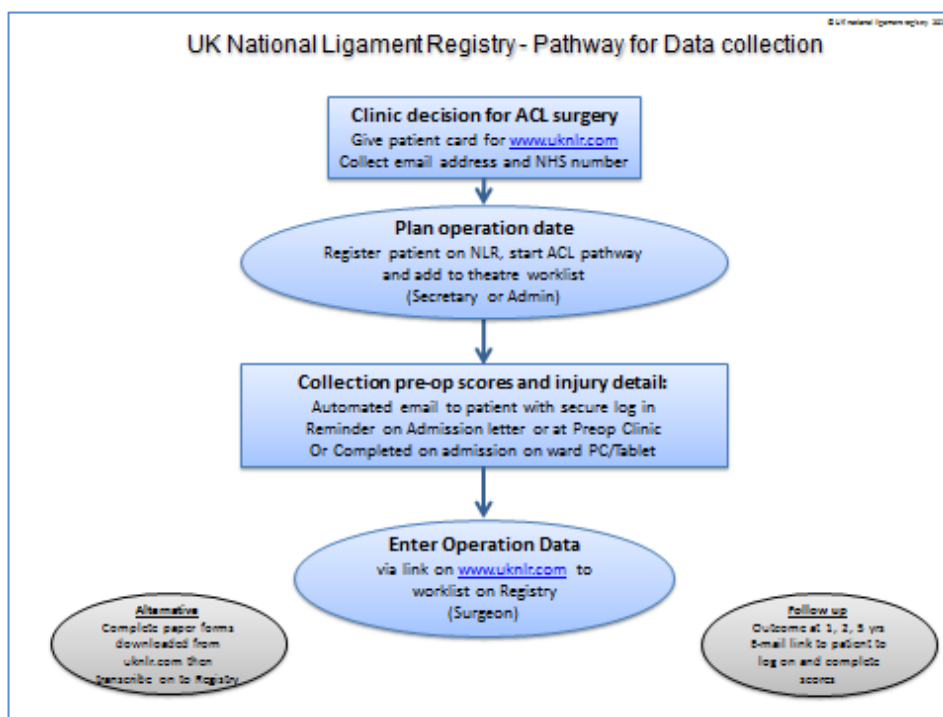 © UK national ligament registry
UK National Ligament Registry - Pathway for Data collection
Clinic decision for ACL surgery
Give patient card for www.uknlr.com
Collect email address and NHS number
Plan operation date
Register patient on NLR, start ACL pathway
and add to theatre worklist
(Secretary or Admin)
Collection pre-op scores and injury detail:
Automated email to patient with secure log in
Reminder on Admission letter or at Preop Clinic
Or Completed on admission on ward PC/Tablet
Enter Operation Data
via link on www.uknlr.com to
worklist on Registry
(Surgeon)
Alternative
Complete paper forms
downloaded from
uknlr.com then
transcribe on to Registry
Follow up
Outcome at 1, 2, 5 yrs
E-mail link to patient to
log on and complete
scores